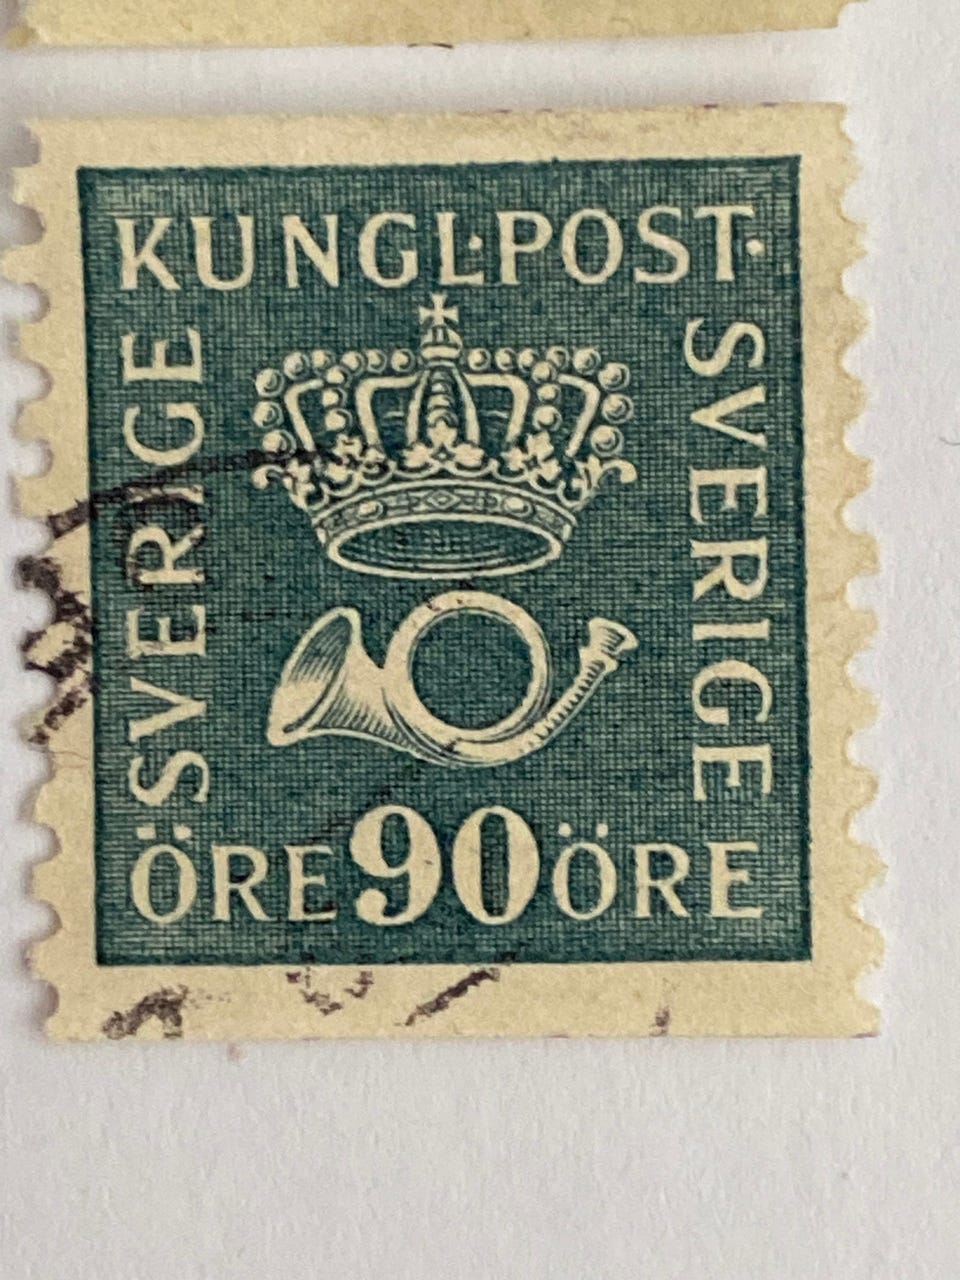 KUNGL·POST·
SVERIGE
SVERIGE
ÖRE 90 ÖRE